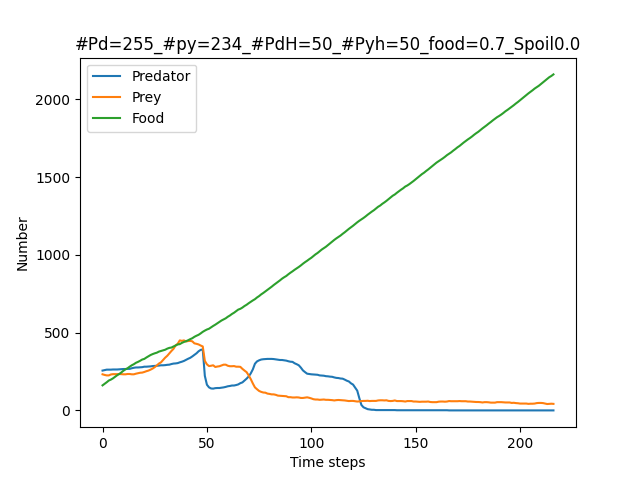 #Pd=255_#py=234_#PdH=50_#Pyh=50_food=0.7_Spoil0.0
Predator
Prey
Food
2000
1500
1000
500
0
Number
0 50 100 150 200
Time steps